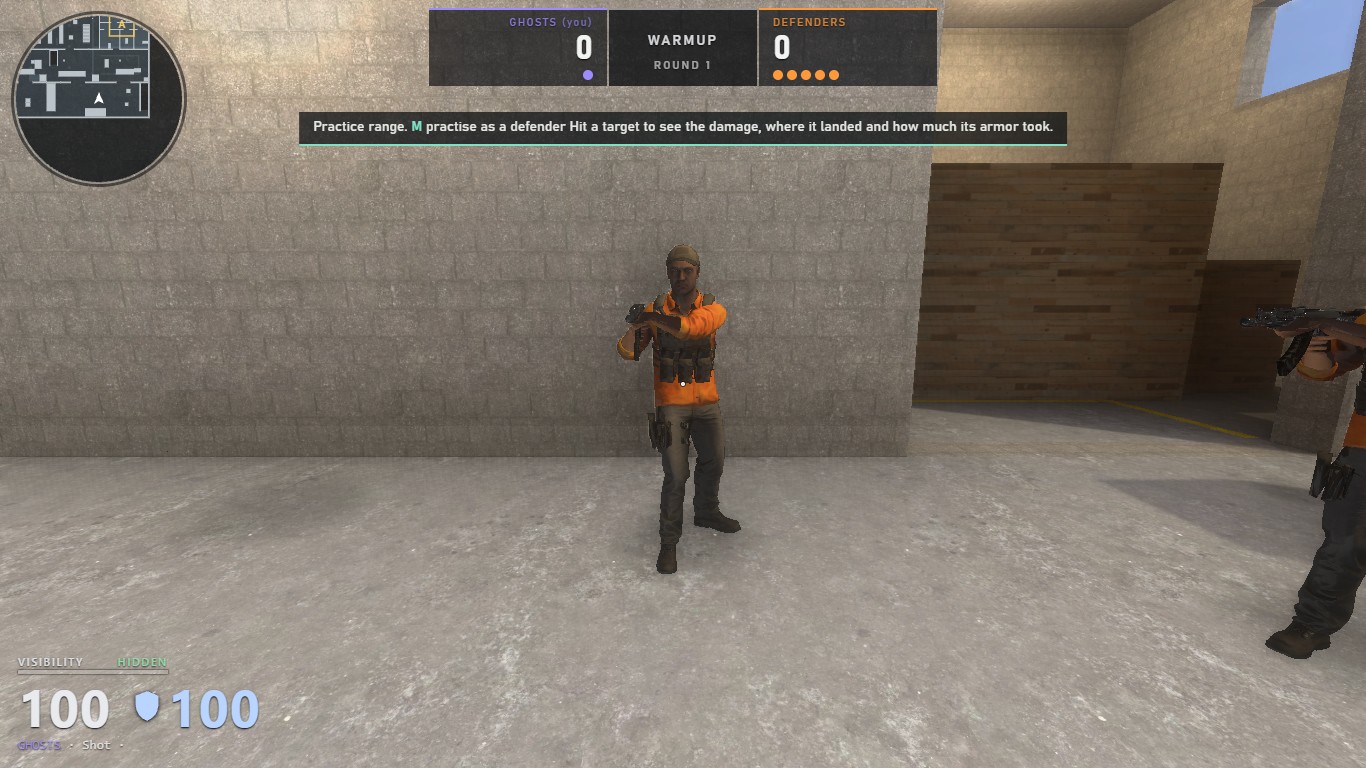 A
GHOSTS (you)
0
WARMUP
ROUND 1
DEFENDERS
0
Practice range. M practise as a defender Hit a target to see the damage, where it landed and how much its armor took.
VISIBILITY HIDDEN
100 100
GHOSTS · Shot ·